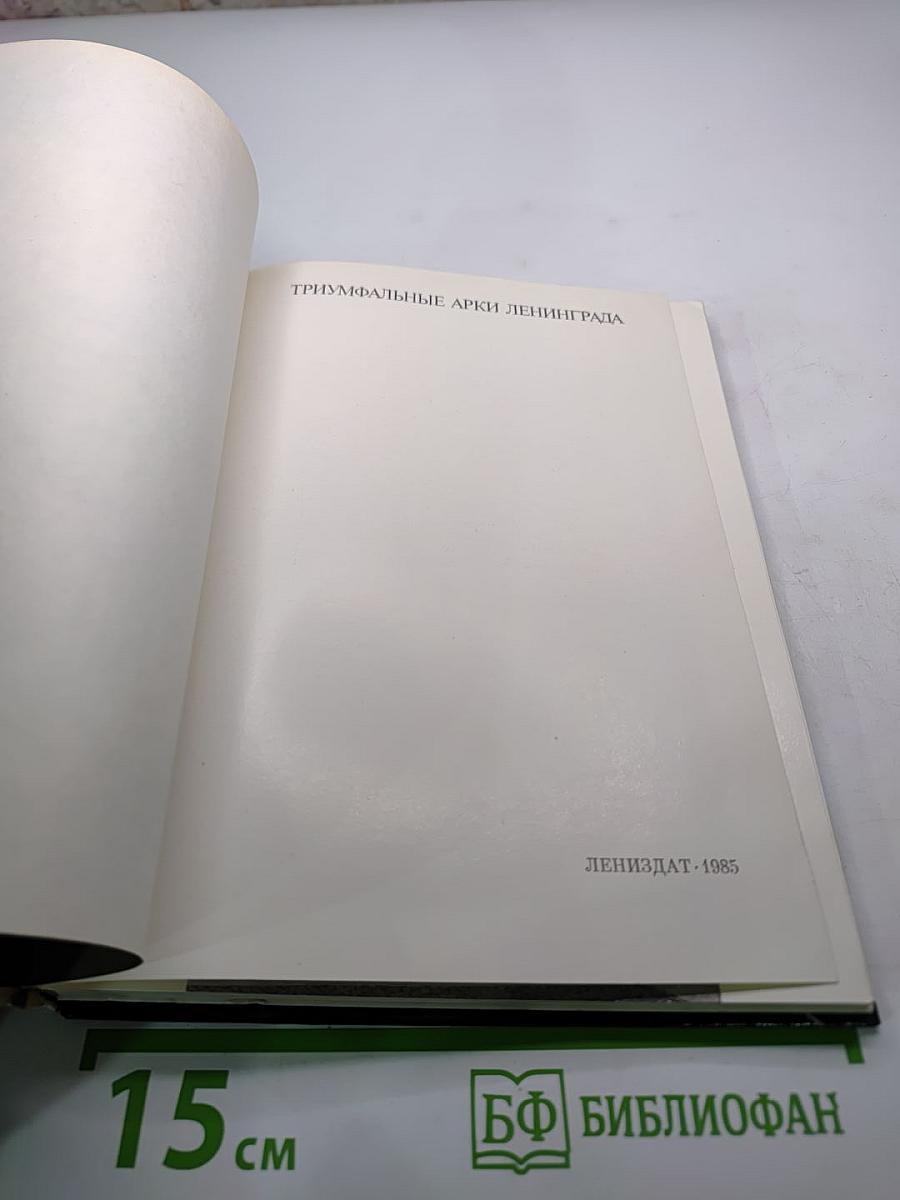 ТРИУМФАЛЬНЫЕ АРКИ ЛЕНИНГРАДА
ЛЕНИЗДАТ·1985
15 см
БФ БИБЛИОФАН